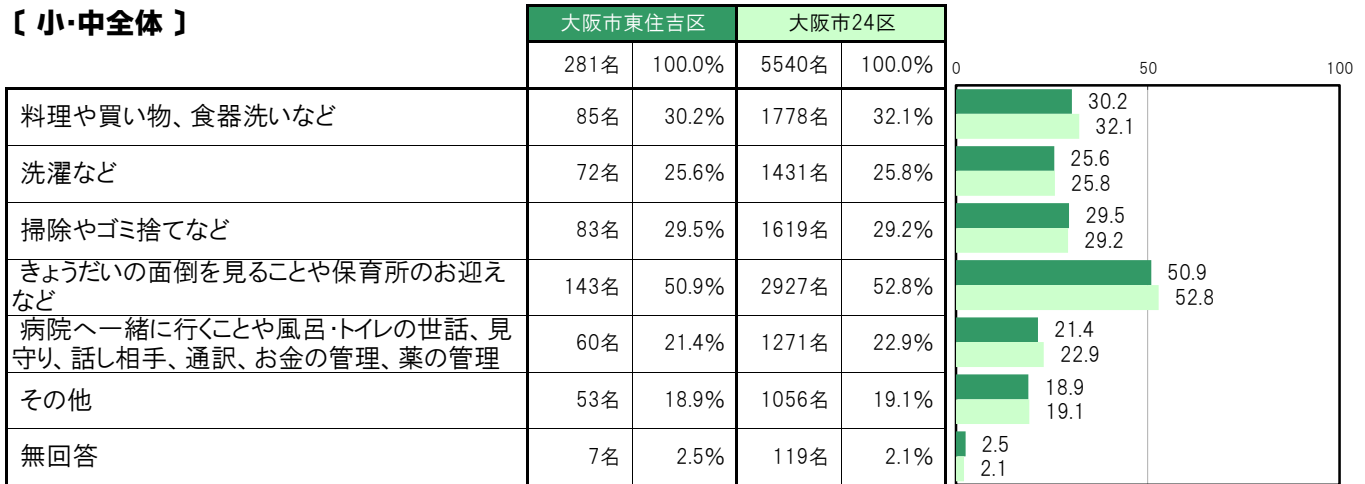 〔 小・中全体 〕
大阪市東住吉区 大阪市24区
281名 100.0% 5540名 100.0%
0 50 100
料理や買い物、食器洗いなど 85名 30.2% 1778名 32.1%
30.2
32.1
洗濯など 72名 25.6% 1431名 25.8%
25.6
25.8
掃除やゴミ捨てなど 83名 29.5% 1619名 29.2%
29.5
29.2
きょうだいの面倒を見ることや保育所のお迎え
など 143名 50.9% 2927名 52.8%
50.9
52.8
病院へ一緒に行くことや風呂・トイレの世話、見
守り、話し相手、通訳、お金の管理、薬の管理 60名 21.4% 1271名 22.9%
21.4
22.9
その他 53名 18.9% 1056名 19.1%
18.9
19.1
無回答 7名 2.5% 119名 2.1%
2.5
2.1